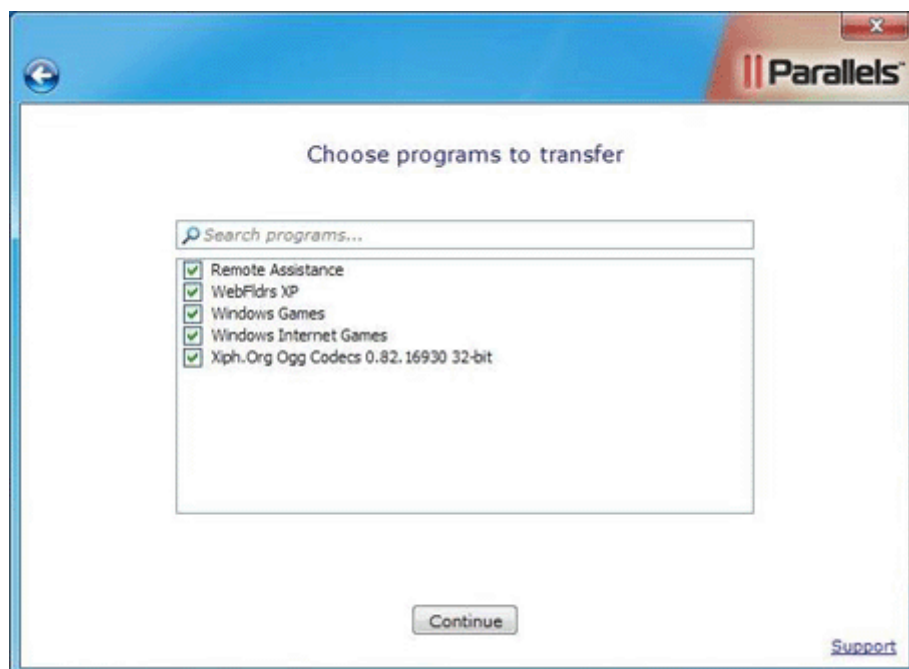 Parallels™
Choose programs to transfer
Search programs...
Remote Assistance
WebFldrs XP
Windows Games
Windows Internet Games
Xiph.Org Ogg Codecs 0.82.16930 32-bit
Continue
Support